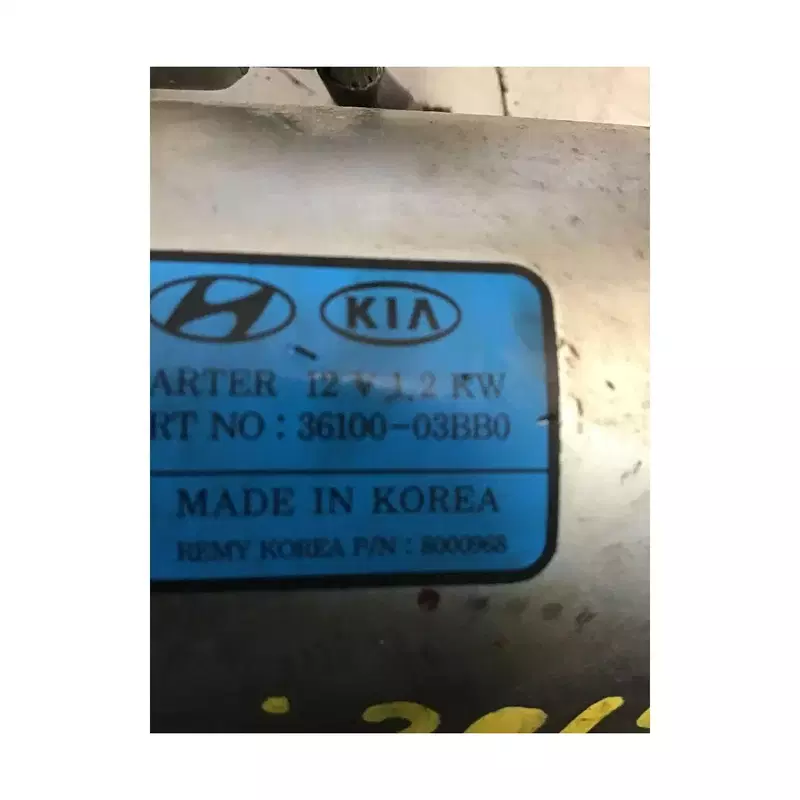 KIA
ARTER 12 V 1.2 KW
RT NO : 36100-03BB0
MADE IN KOREA
REMY KOREA P/N : 8000968